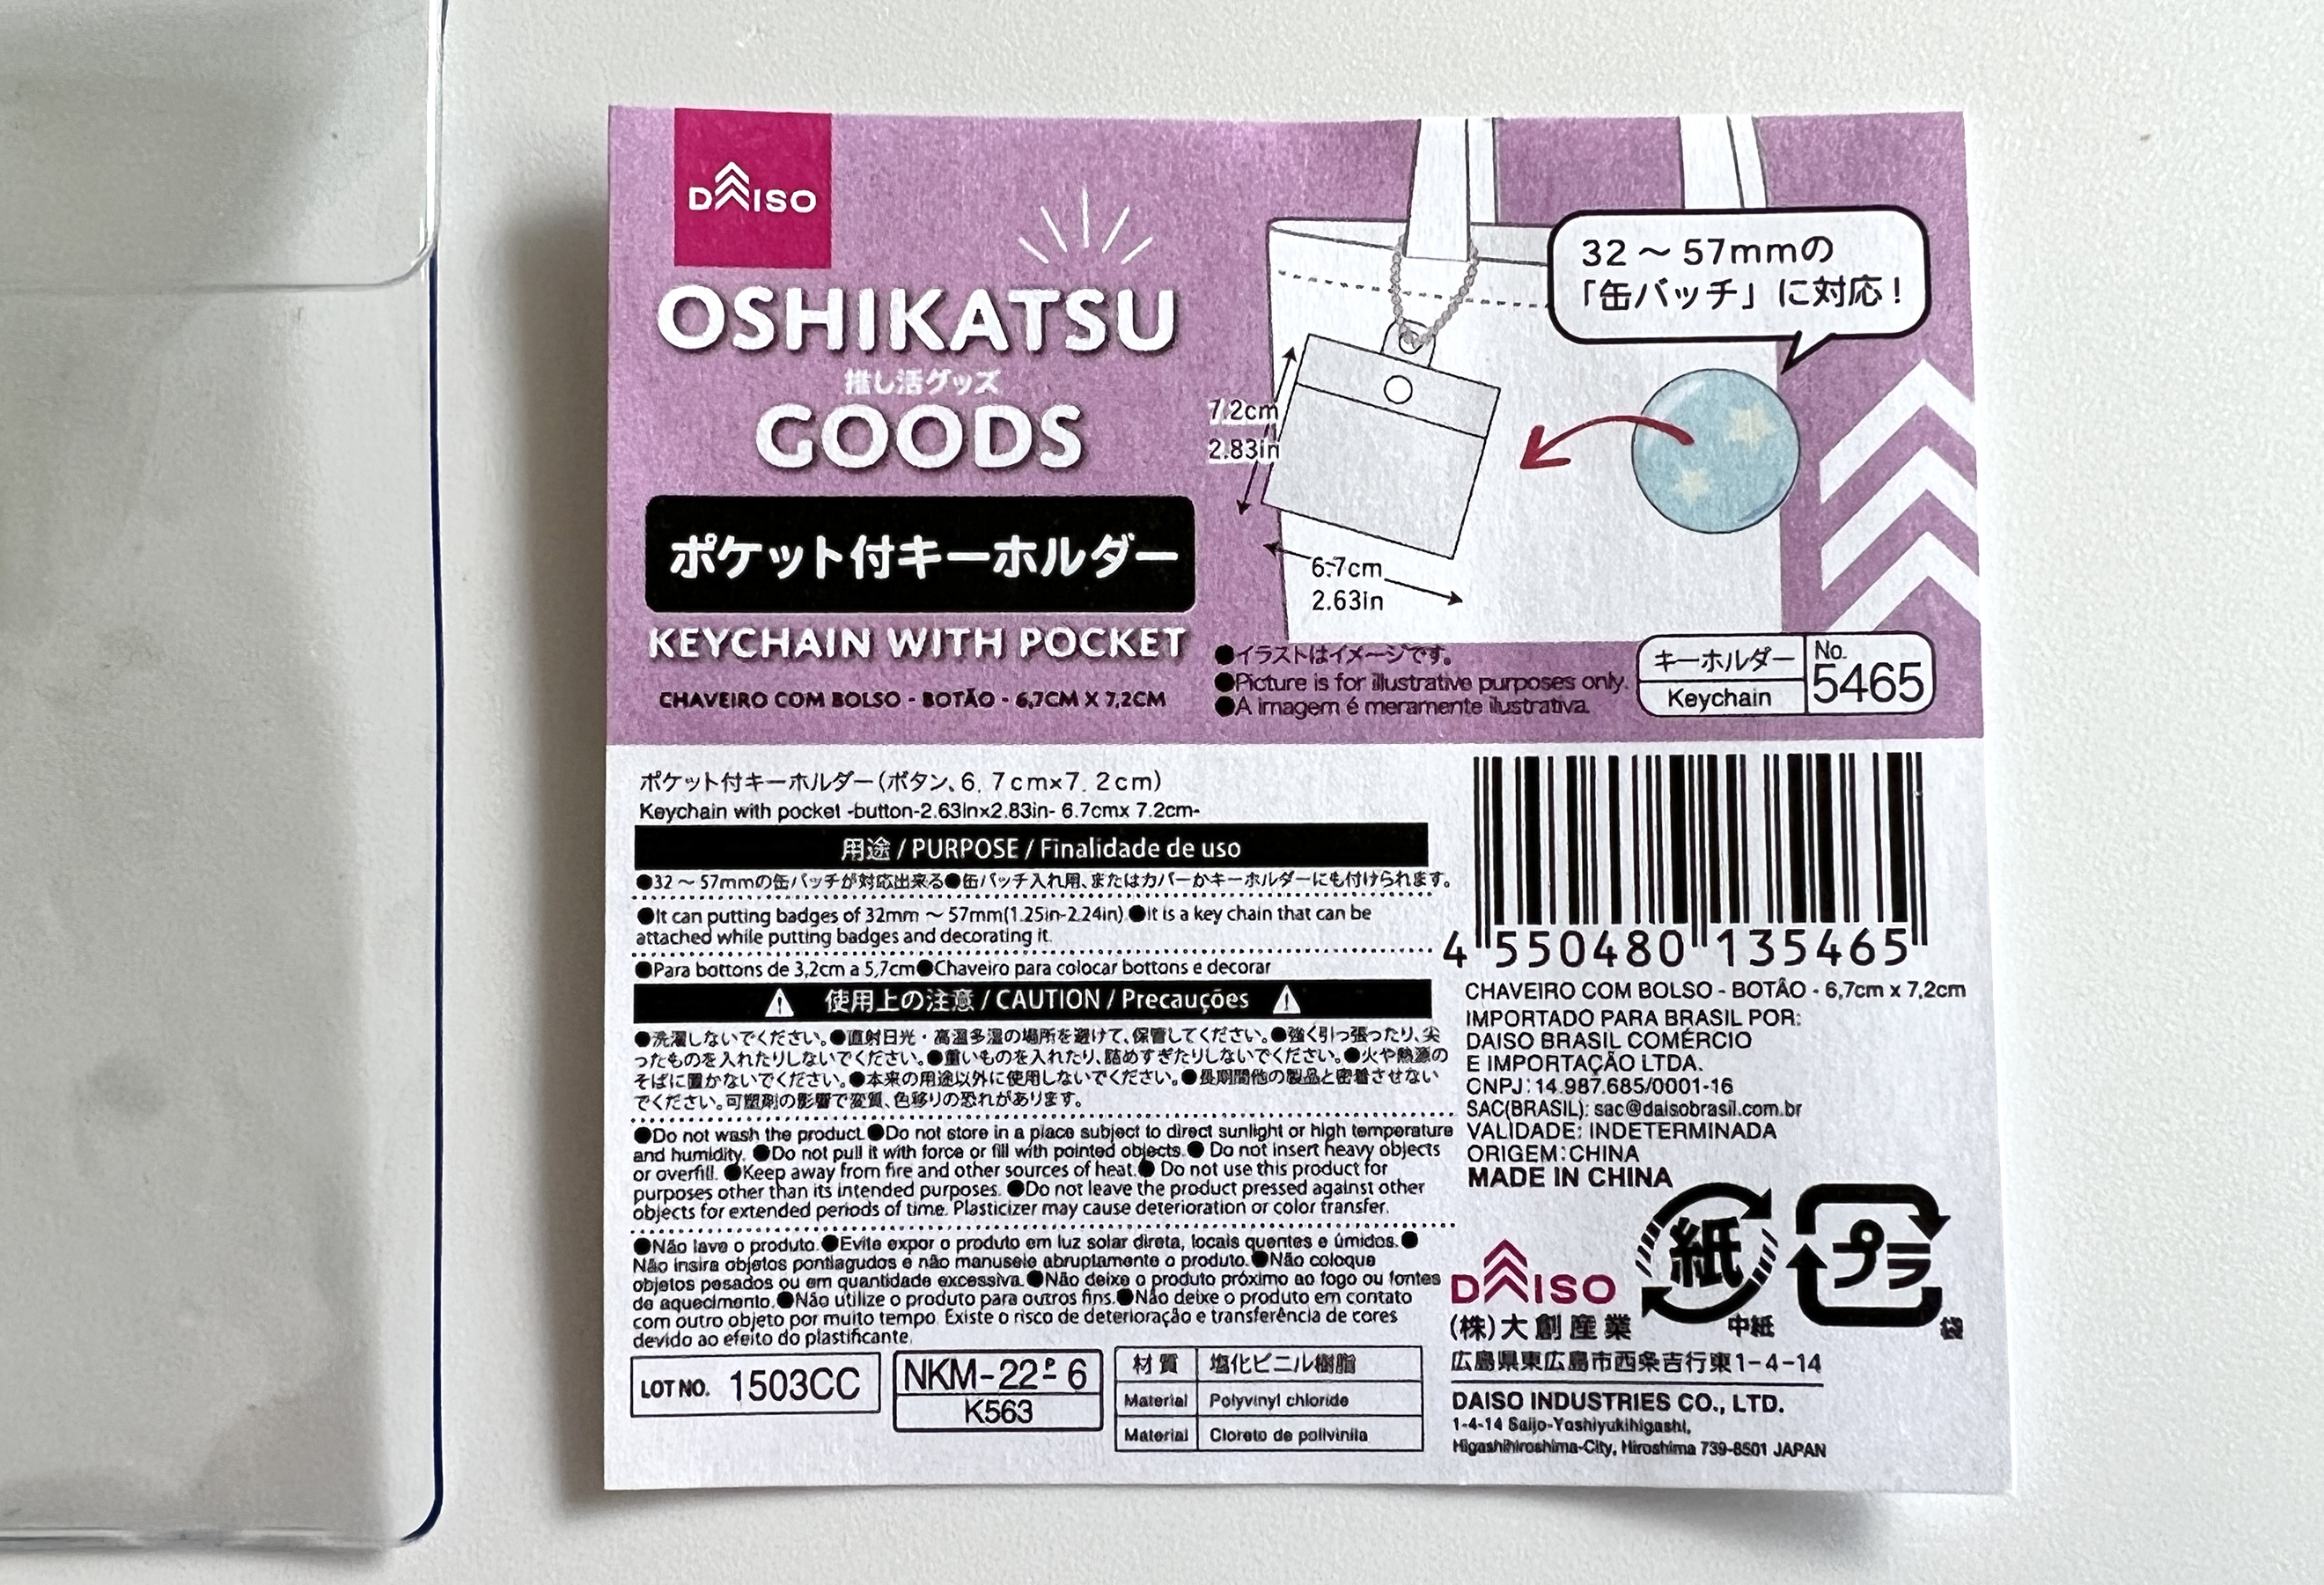 DAISO
OSHIKATSU
推し活グッズ
GOODS
ポケット付キーホルダー
KEYCHAIN WITH POCKET
CHAVEIRO COM BOLSO - BOTÃO - 6,7CM X 7,2CM
32～57mmの
「缶バッチ」に対応！
7.2cm
2.83in
6.7cm
2.63in
●イラストはイメージです。
●Picture is for illustrative purposes only.
●A imagem é meramente ilustrativa.
キーホルダー
Keychain
No.
5465
ポケット付キーホルダー(ボタン、6.7cm×7.2cm)
Keychain with pocket -button-2.63inx2.83in- 6.7cmx 7.2cm-
用途 / PURPOSE / Finalidade de uso
●32～57mmの缶バッチが対応出来る●缶バッチ入れ用、またはカバーかキーホルダーにも付けられます。
●It can putting badges of 32mm ～ 57mm(1.25in-2.24in).●It is a key chain that can be
attached while putting badges and decorating it.
●Para bottons de 3,2cm a 5,7cm●Chaveiro para colocar bottons e decorar
使用上の注意 / CAUTION / Precauções
●洗濯しないでください。●直射日光・高温多湿の場所を避けて、保管してください。●強く引っ張ったり、尖
ったものを入れたりしないでください。●重いものを入れたり、詰めすぎたりしないでください。●火や熱源の
そばに置かないでください。●本来の用途以外に使用しないでください。●長期間他の製品と密着させない
でください。可塑剤の影響で変質、色移りの恐れがあります。
●Do not wash the product.●Do not store in a place subject to direct sunlight or high temperature
and humidity. ●Do not pull it with force or fill with pointed objects.● Do not insert heavy objects
or overfill. ●Keep away from fire and other sources of heat.● Do not use this product for
purposes other than its intended purposes. ●Do not leave the product pressed against other
objects for extended periods of time. Plasticizer may cause deterioration or color transfer.
●Não lave o produto.●Evite expor o produto em luz solar direta, locais quentes e úmidos.●
Não insira objetos pontiagudos e não manuseie abruptamente o produto.●Não coloque
objetos pesados ou em quantidade excessiva.●Não deixe o produto próximo ao fogo ou fontes
de aquecimento.●Não utilize o produto para outros fins.●Não deixe o produto em contato
com outro objeto por muito tempo. Existe o risco de deterioração e transferência de cores
devido ao efeito do plastificante.
LOT NO. 1503CC
NKM-22P-6
K563
材質 塩化ビニル樹脂
Material Polyvinyl chloride
Material Cloreto de polivinila
4 550480 135465
CHAVEIRO COM BOLSO - BOTÃO - 6,7cm x 7,2cm
IMPORTADO PARA BRASIL POR:
DAISO BRASIL COMÉRCIO
E IMPORTAÇÃO LTDA.
CNPJ:14.987.685/0001-16
SAC(BRASIL): sac@daisobrasil.com.br
VALIDADE: INDETERMINADA
ORIGEM:CHINA
MADE IN CHINA
紙
中紙
プラ
袋
DAISO
(株)大創産業
広島県東広島市西条吉行東1-4-14
DAISO INDUSTRIES CO., LTD.
1-4-14 Saijo-Yoshiyukihigashi,
Higashihiroshima-City, Hiroshima 739-8501 JAPAN